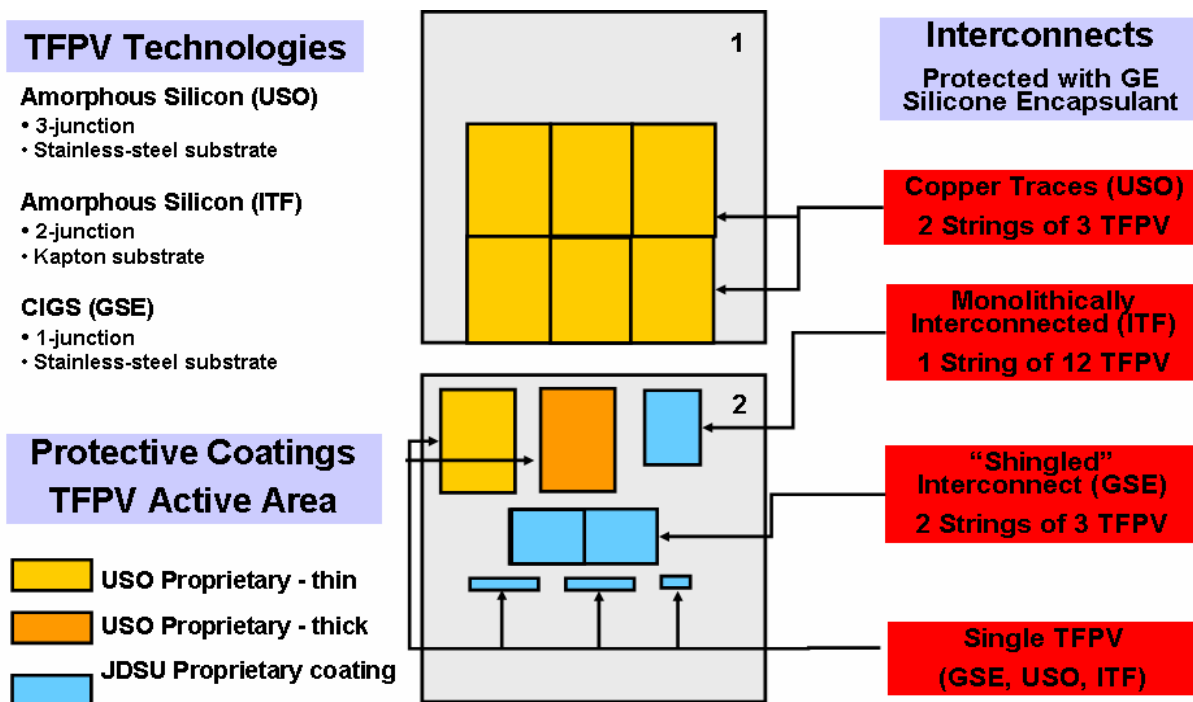 TFPV Technologies
Amorphous Silicon (USO)
• 3-junction
• Stainless-steel substrate
Amorphous Silicon (ITF)
• 2-junction
• Kapton substrate
CIGS (GSE)
• 1-junction
• Stainless-steel substrate
Protective Coatings
TFPV Active Area
USO Proprietary - thin
USO Proprietary - thick
JDSU Proprietary coating
1
2
Interconnects
Protected with GE
Silicone Encapsulant
Copper Traces (USO)
2 Strings of 3 TFPV
Monolithically
Interconnected (ITF)
1 String of 12 TFPV
“Shingled”
Interconnect (GSE)
2 Strings of 3 TFPV
Single TFPV
(GSE, USO, ITF)